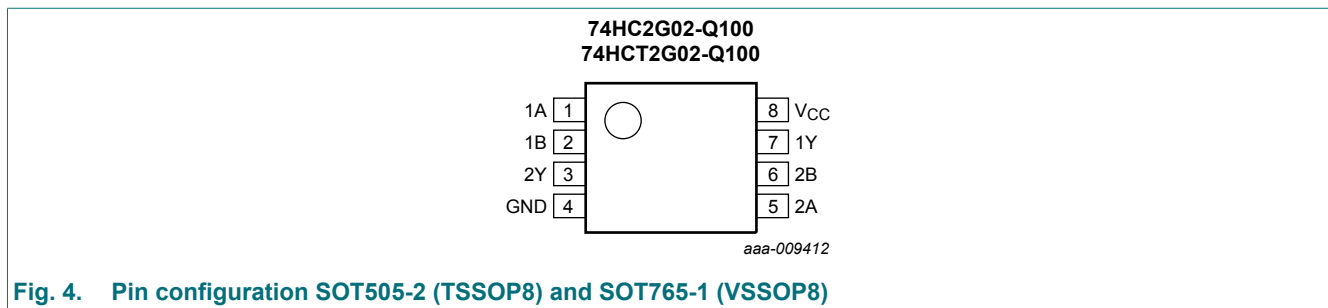 74HC2G02-Q100
74HCT2G02-Q100
1A 1 8 VCC
1B 2 7 1Y
2Y 3 6 2B
GND 4 5 2A
aaa-009412
Fig. 4. Pin configuration SOT505-2 (TSSOP8) and SOT765-1 (VSSOP8)